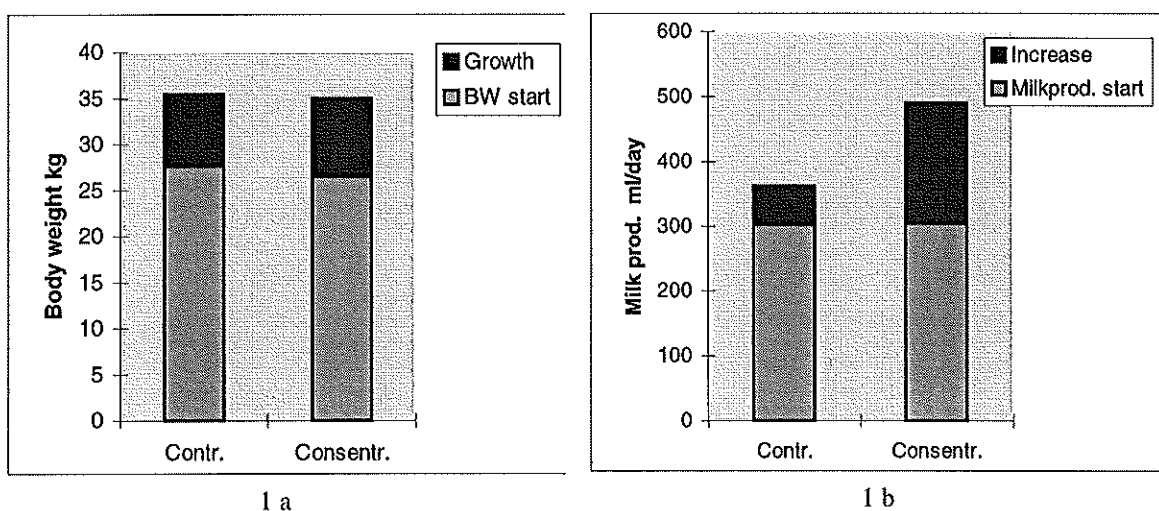 40
35
30
25
20
15
10
5
0
Body weight kg
Contr.
Consentr.
Growth
BW start
1 a
600
500
400
300
200
100
0
Milk prod. ml/day
Contr.
Consentr.
Increase
Milkprod. start
1 b